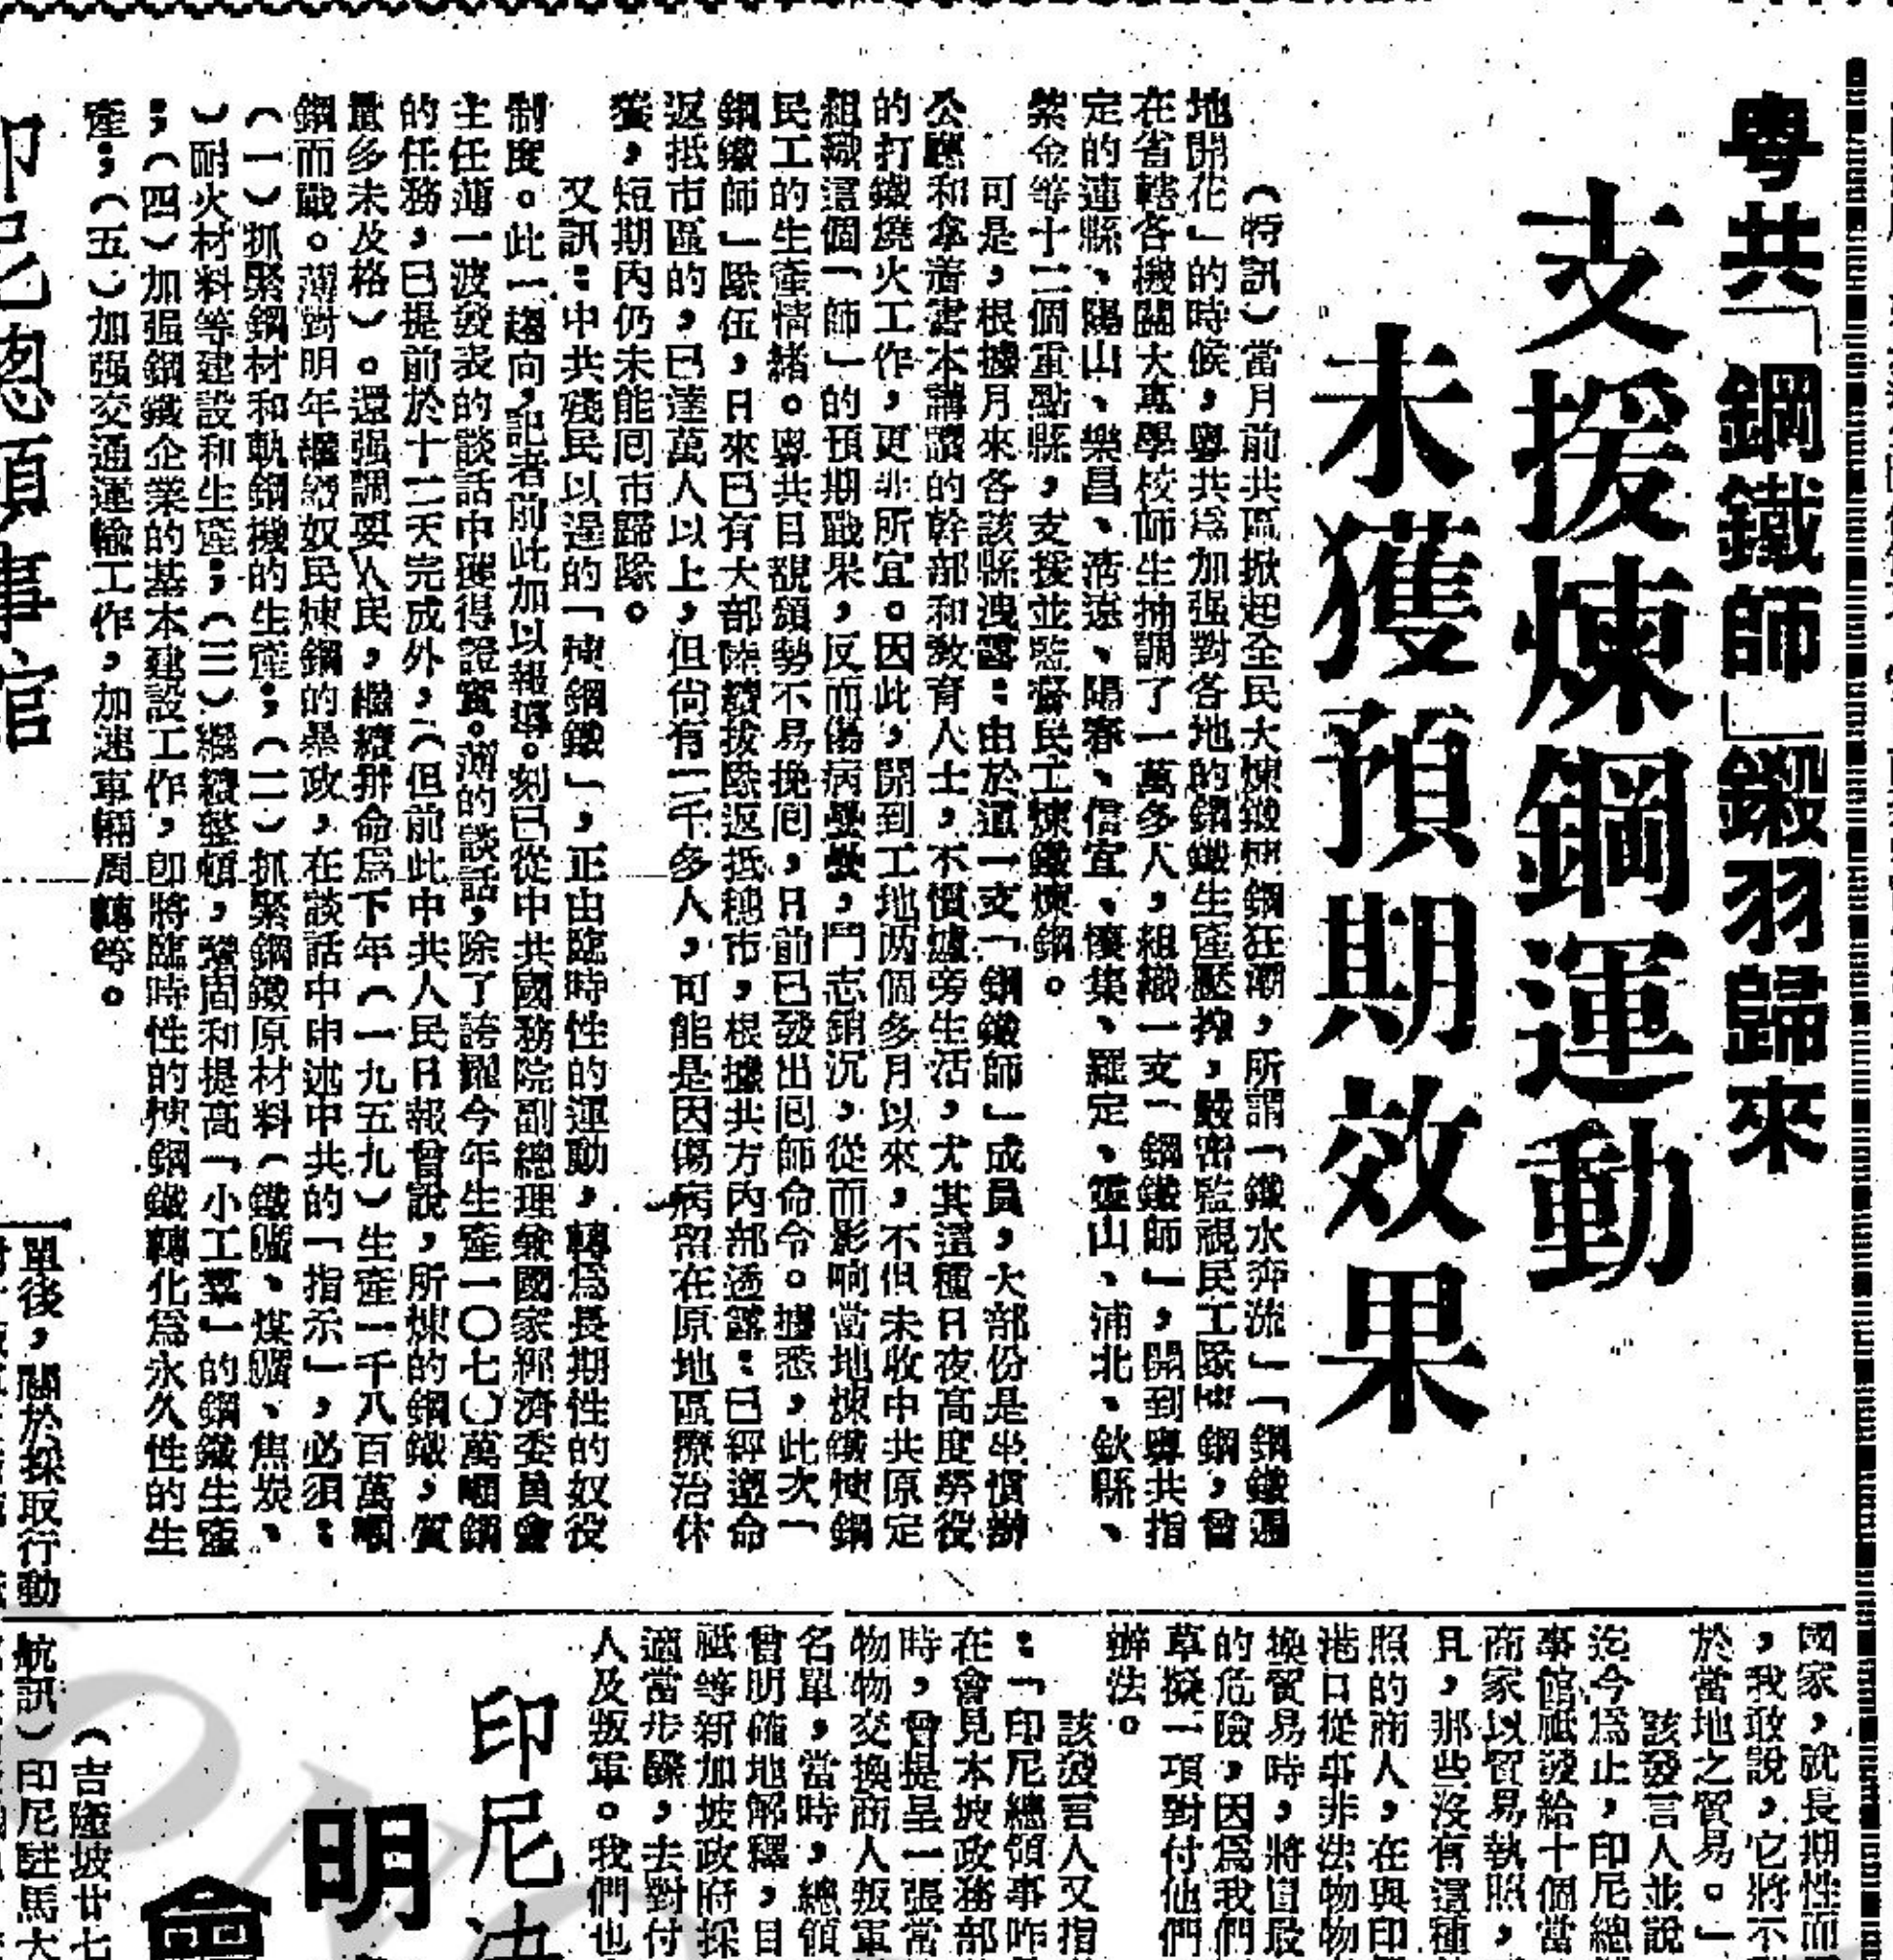 粵共「鋼鐵師」鎩羽歸來
支援煉鋼運動
未獲預期效果
（特訊）當月前共區掀起全民大煉鐵煉鋼狂潮，所謂「鐵水奔流」「鋼鐵遍
地開花」的時候，粵共爲加强對各地的鋼鐵生產壓榨，嚴密監視民工隊煉鋼，曾
在省轄各機關大專學校師生抽調了一萬多人，組織一支「鋼鐵師」，開到粵共指
定的連縣、陽山、樂昌、清遠、陽春、信宜、懷集、羅定、靈山、浦北、欽縣、
紫金等十二個重點縣，支援並監督民工煉鐵煉鋼。
可是，根據月來各該縣洩露：由於這一支「鋼鐵師」成員，大部份是坐慣辦
公廳和拿着書本講讀的幹部和教育人士，不慣爐旁生活，尤其這種日夜高度勞役
的打鐵燒火工作，更非所宜。因此，開到工地两個多月以來，不但未收中共原定
組織這個「師」的預期戰果，反而傷病纍纍，鬥志銷沉，從而影响當地煉鐵煉鋼
民工的生產情緒。粵共目覩頹勢不易挽囘，日前已發出囘師命令。據悉，此次「
鋼鐵師」隊伍，日來已有大部陸續拔隊返抵穗市，根據共方內部透露：已經遵命
返抵市區的，已達萬人以上，但尚有二千多人，可能是因傷病留在原地區療治休
養，短期內仍未能囘市歸隊。
又訊：中共殘民以逞的「煉鋼鐵」，正由臨時性的運動，轉爲長期性的奴役
制度。此一趨向，記者前此加以報導。刻已從中共國務院副總理兼國家經濟委員會
主任薄一波發表的談話中獲得證實。薄的談話，除了誇耀今年生產一〇七〇萬噸鋼
的任務，已提前於十二天完成外，（但前此中共人民日報曾說，所煉的鋼鐵，質
量多未及格）。還强調要人民，繼續拼命爲下年（一九五九）生產一千八百萬噸
鋼而戰。薄對明年繼續奴民煉鋼的暴政，在談話中申述中共的「指示」，必須：
（一）抓緊鋼材和軋鋼機的生產；（二）抓緊鋼鐵原材料（鐵礦、煤礦、焦炭、
）耐火材料等建設和生產；（三）繼續整頓，鞏固和提高「小工羣」的鋼鐵生產
；（四）加强鋼鐵企業的基本建設工作，卽將臨時性的煉鋼鐵轉化爲永久性的生
產；（五）加强交通運輸工作，加速車輛周轉等。
印尼總領事館
單後，關於採取行動
國家，就長期性而
，我敢說，它將不
於當地之貿易。」
該發言人並說
迄今爲止，印尼總
事館祗發給十個當
商家以貿易執照，
且，那些沒有這種
照的商人，在與印
港口從事非法物物
換貿易時，將冒最
的危險，因爲我們
草擬一項對付他們
辦法。
該發言人又指
：「印尼總領事昨
在會見本坡政務部
時，曾提呈一張當
物物交換商人叛軍
名單，當時，總領
曾明確地解釋，目
祗等新加坡政府採
適當步驟，去對付
人及叛軍。我們也
印尼決
明
會
（吉隆坡廿七
航訊）印尼駐馬大